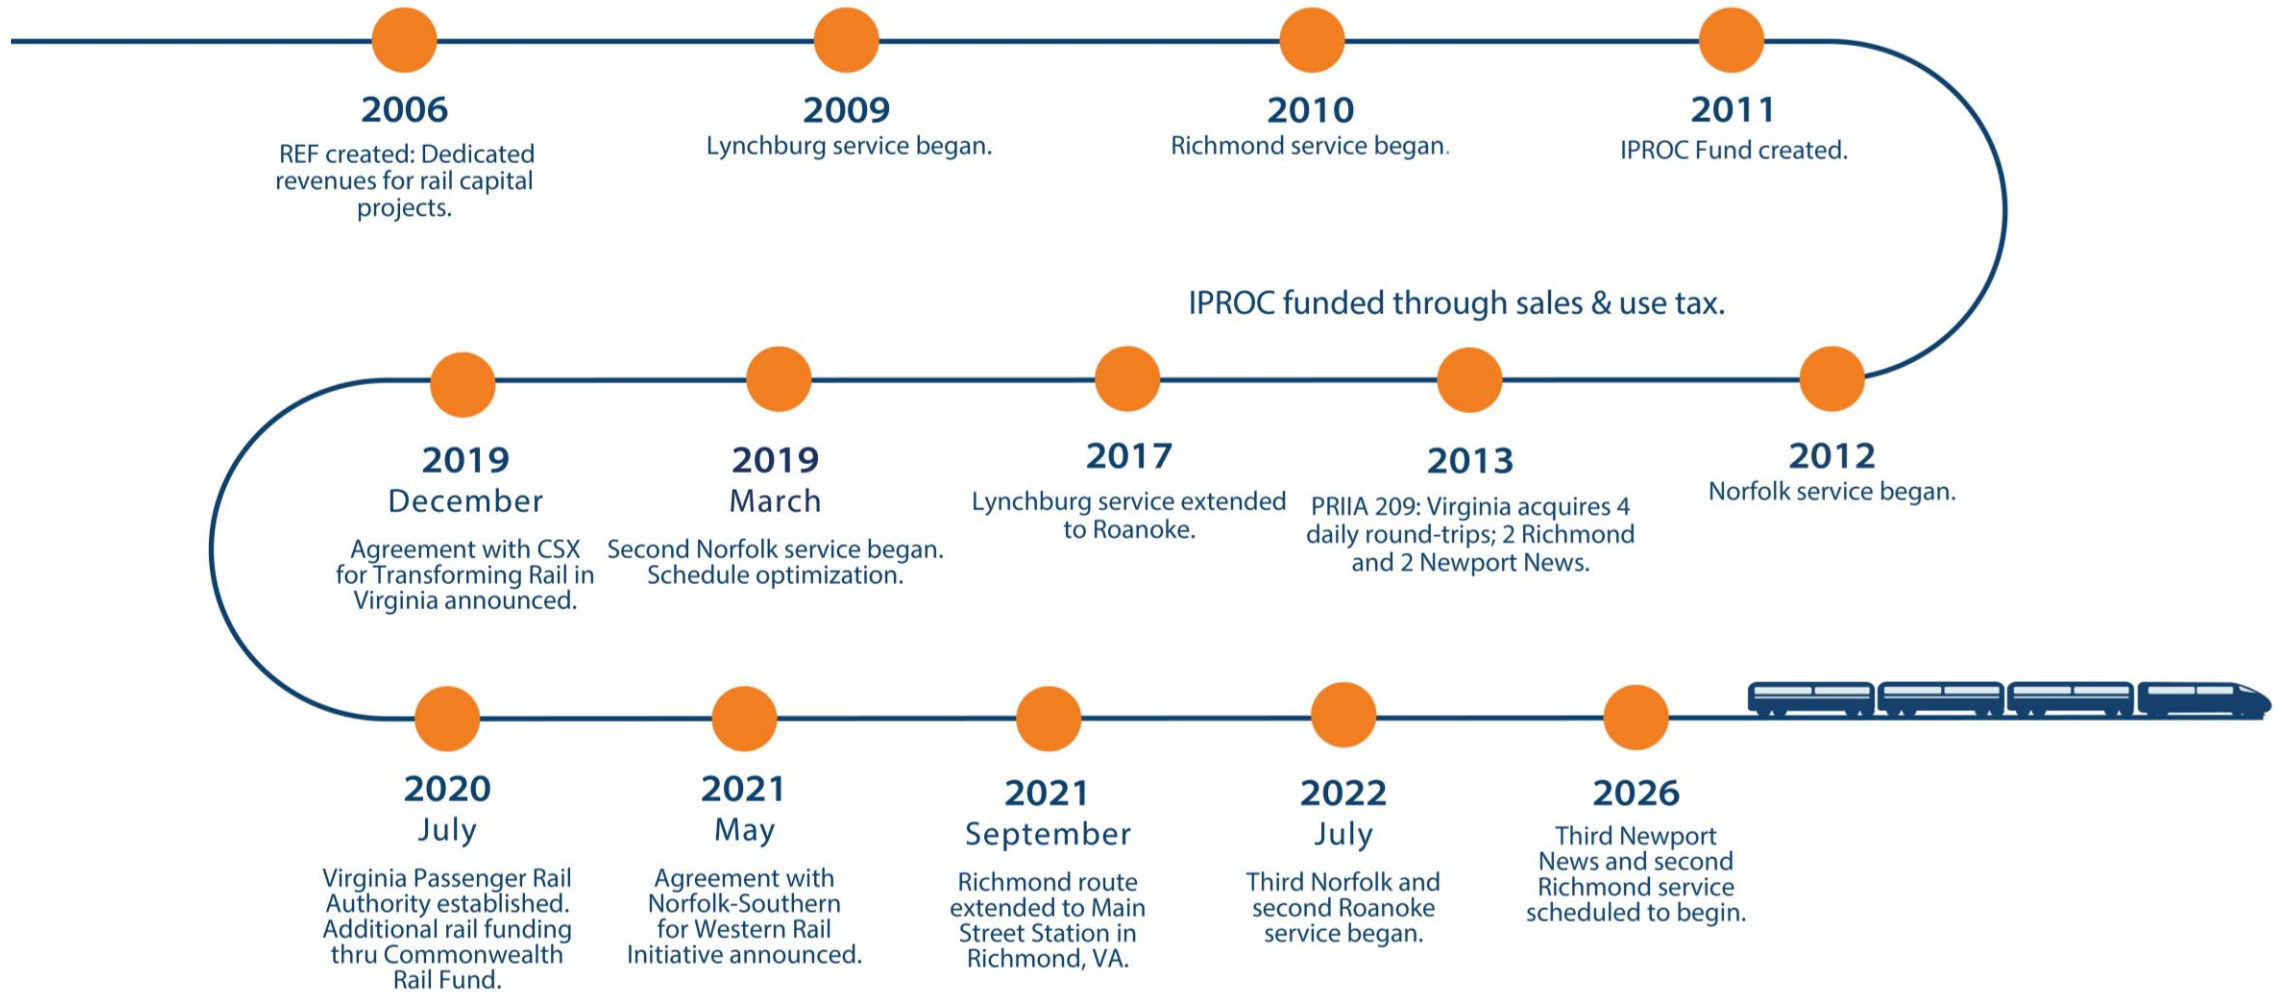 2006
REF created: Dedicated
revenues for rail capital
projects.
2009
Lynchburg service began.
2010
Richmond service began.
2011
IPROC Fund created.
IPROC funded through sales & use tax.
2012
Norfolk service began.
2013
PRIIA 209: Virginia acquires 4
daily round-trips; 2 Richmond
and 2 Newport News.
2017
Lynchburg service extended
to Roanoke.
2019
March
Second Norfolk service began.
Schedule optimization.
2019
December
Agreement with CSX
for Transforming Rail in
Virginia announced.
2020
July
Virginia Passenger Rail
Authority established.
Additional rail funding
thru Commonwealth
Rail Fund.
2021
May
Agreement with
Norfolk-Southern
for Western Rail
Initiative announced.
2021
September
Richmond route
extended to Main
Street Station in
Richmond, VA.
2022
July
Third Norfolk and
second Roanoke
service began.
2026
Third Newport
News and second
Richmond service
scheduled to begin.